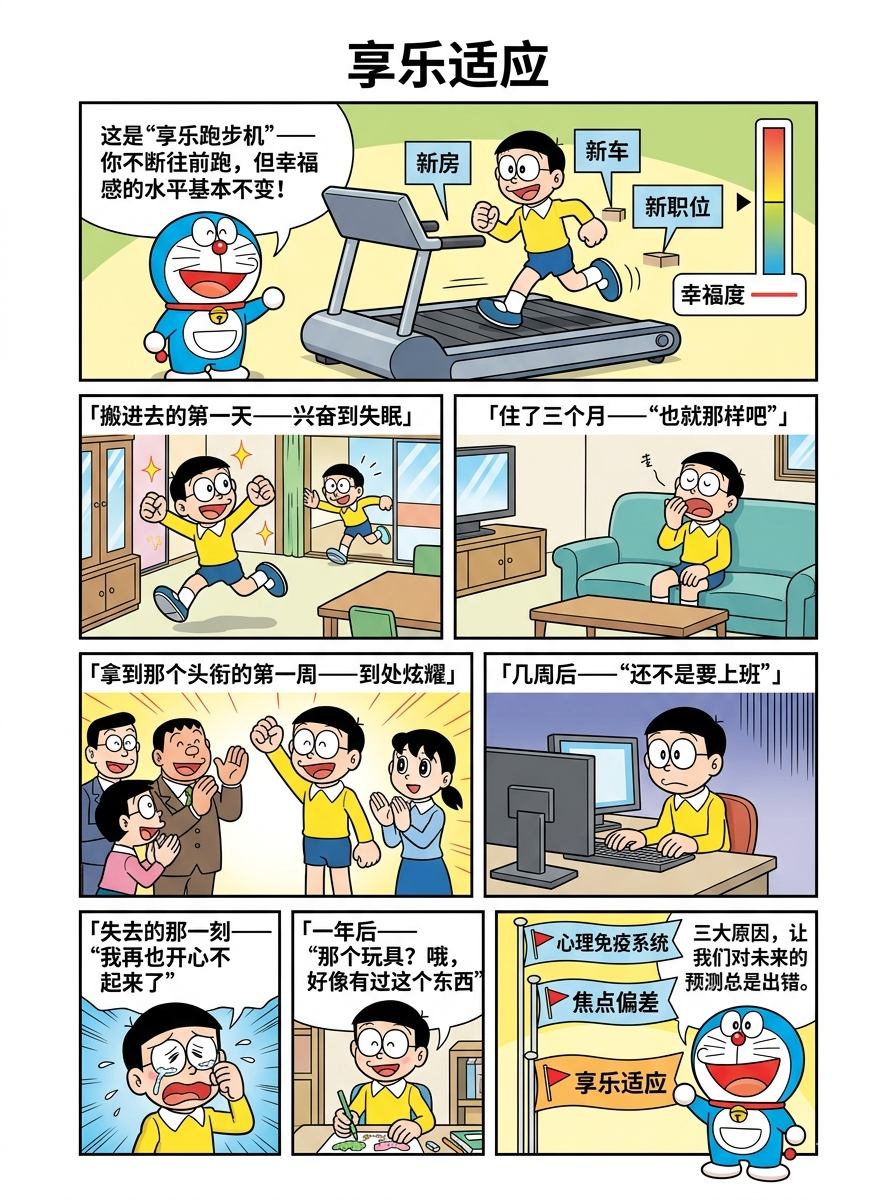 享乐适应
这是“享乐跑步机”——
你不断往前跑，但幸福
感的水平基本不变！
新房
新车
新职位
幸福度
「搬进去的第一天——兴奋到失眠」
「住了三个月——“也就那样吧”」
「拿到那个头衔的第一周——到处炫耀」
「几周后——“还不是要上班”」
「失去的那一刻——
“我再也开心不
起来了”
「一年后——
“那个玩具？哦，
好像有过这个东西”
心理免疫系统
焦点偏差
享乐适应
三大原因，让
我们对未来的
预测总是出错。